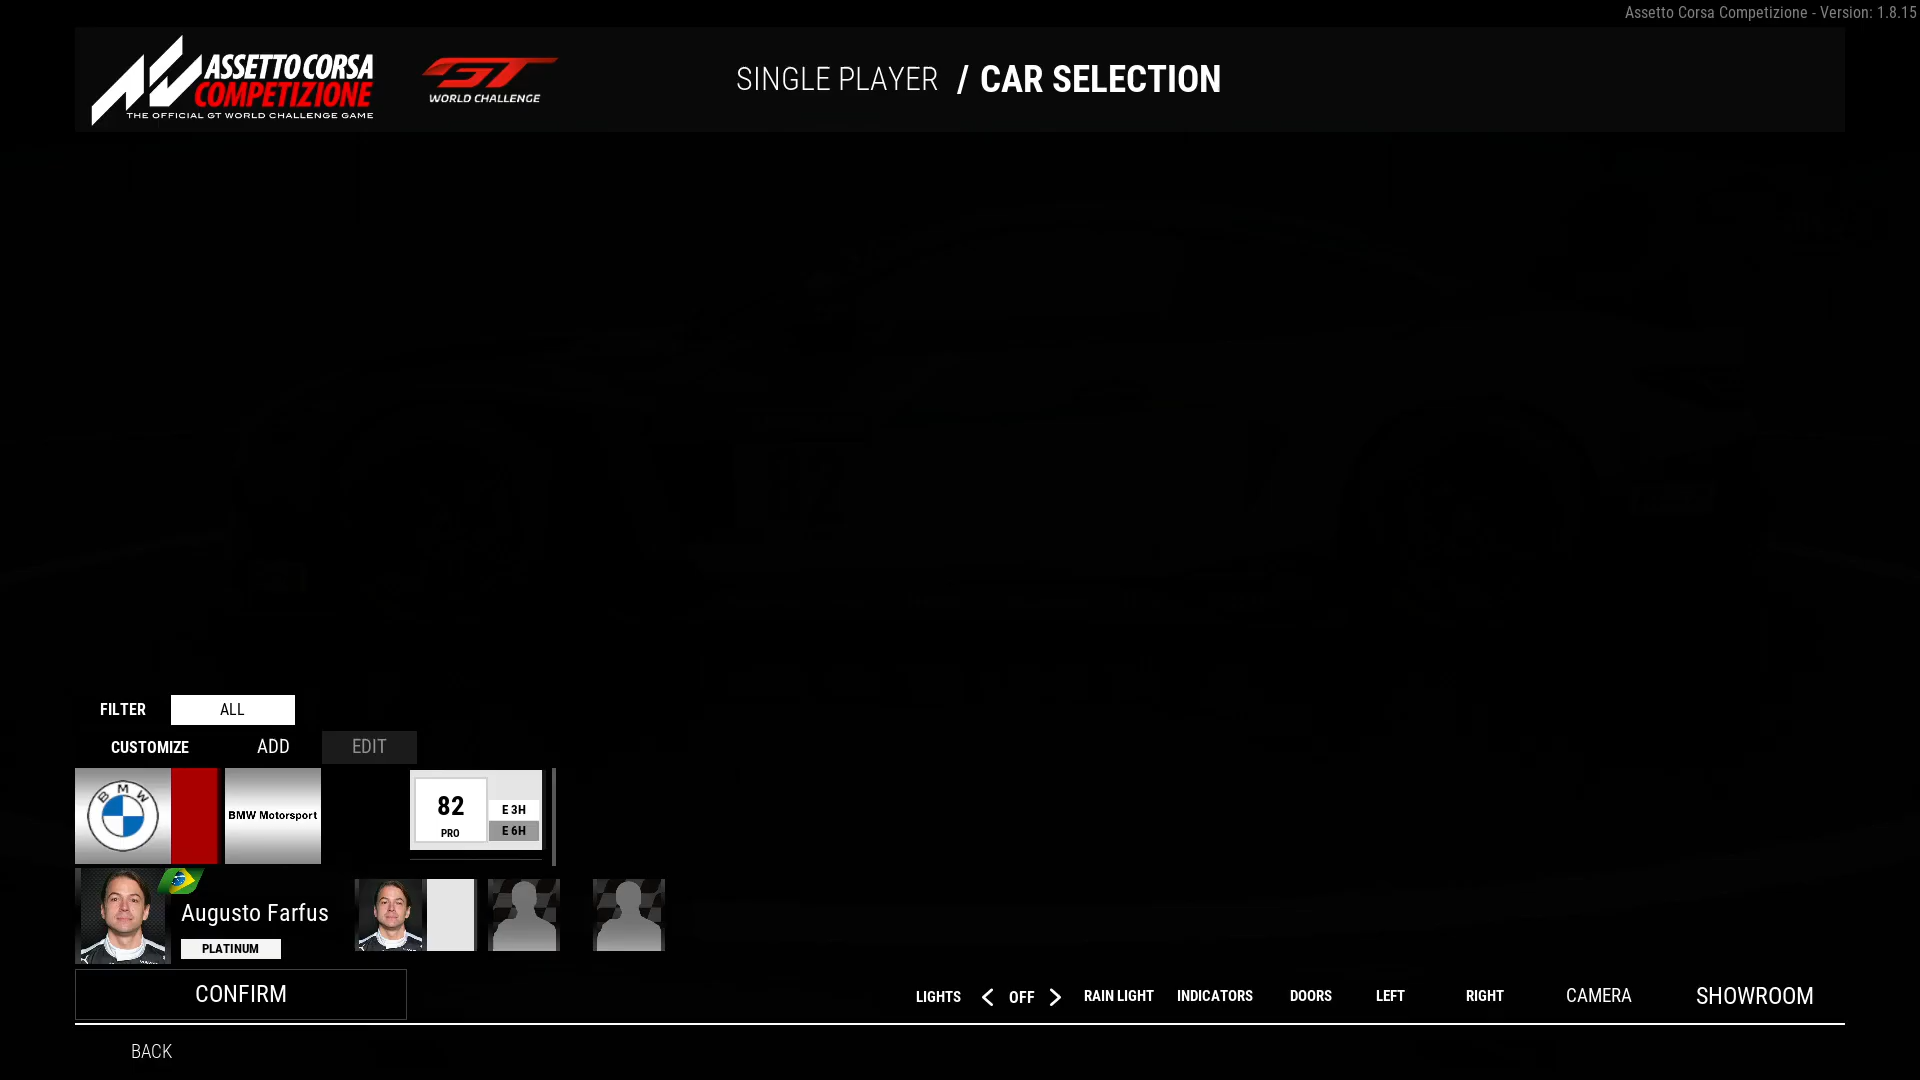 Assetto Corsa Competizione - Version: 1.8.15
ASSETTO CORSA
COMPETIZIONE
THE OFFICIAL GT WORLD CHALLENGE GAME
GT
WORLD CHALLENGE
SINGLE PLAYER / CAR SELECTION
FILTER ALL
CUSTOMIZE ADD EDIT
BMW
BMW Motorsport
82
PRO
E 3H
E 6H
Augusto Farfus
PLATINUM
CONFIRM
LIGHTS OFF RAIN LIGHT INDICATORS DOORS LEFT RIGHT CAMERA SHOWROOM
BACK